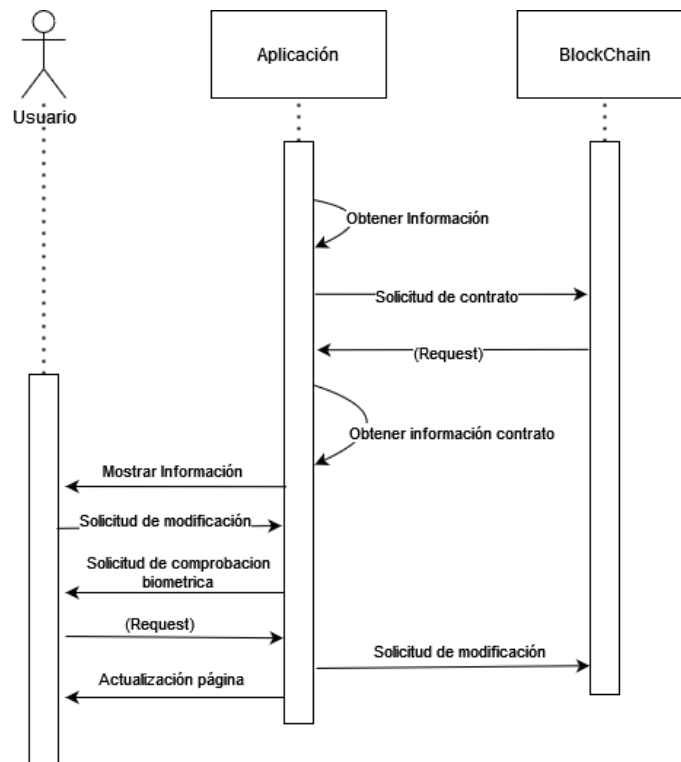 Usuario
Aplicación
BlockChain
Obtener Información
Solicitud de contrato
(Request)
Obtener información contrato
Mostrar Información
Solicitud de modificación
Solicitud de comprobacion
biometrica
(Request)
Solicitud de modificación
Actualización página